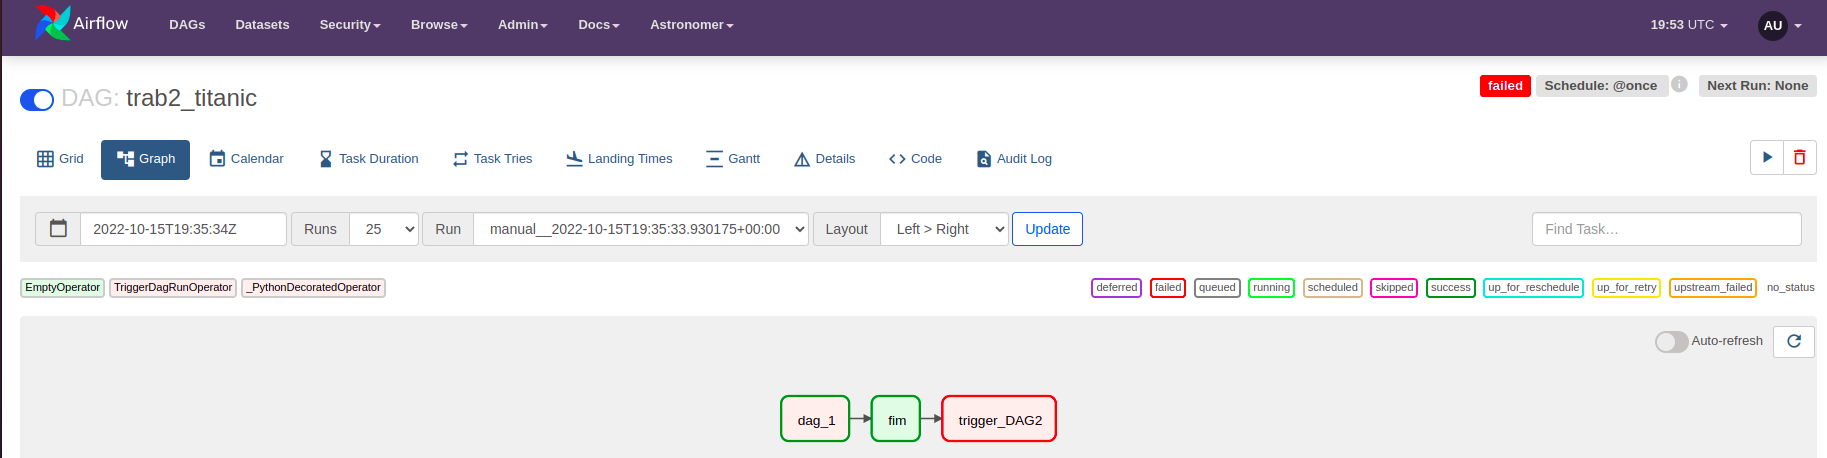 Airflow DAGs Datasets Security Browse Admin Docs Astronomer 19:53 UTC AU
DAG: trab2_titanic failed Schedule: @once i Next Run: None
Grid Graph Calendar Task Duration Task Tries Landing Times Gantt Details Code Audit Log
2022-10-15T19:35:34Z Runs 25 Run manual__2022-10-15T19:35:33.930175+00:00 Layout Left > Right Update Find Task…
EmptyOperator TriggerDagRunOperator _PythonDecoratedOperator deferred failed queued running scheduled skipped success up_for_reschedule up_for_retry upstream_failed no_status
Auto-refresh
dag_1 fim trigger_DAG2